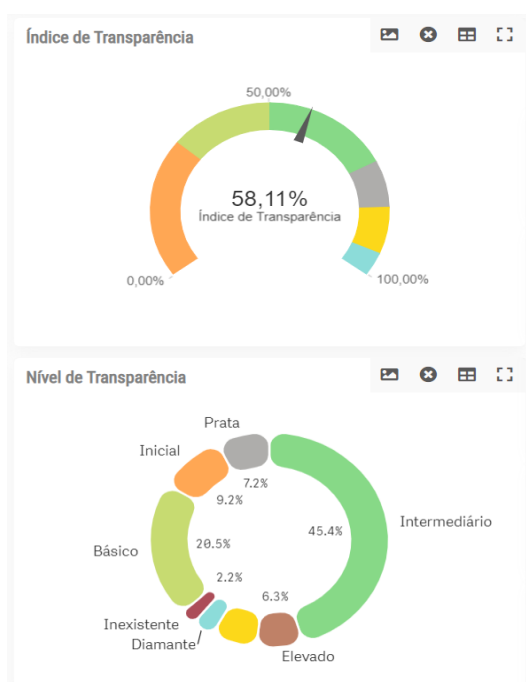 Índice de Transparência
50,00%
58,11%
Índice de Transparência
0,00%
100,00%
Nível de Transparência
Prata
Inicial
7.2%
9.2%
Intermediário
45.4%
20.5%
Básico
2.2%
6.3%
Inexistente
Diamante
Elevado